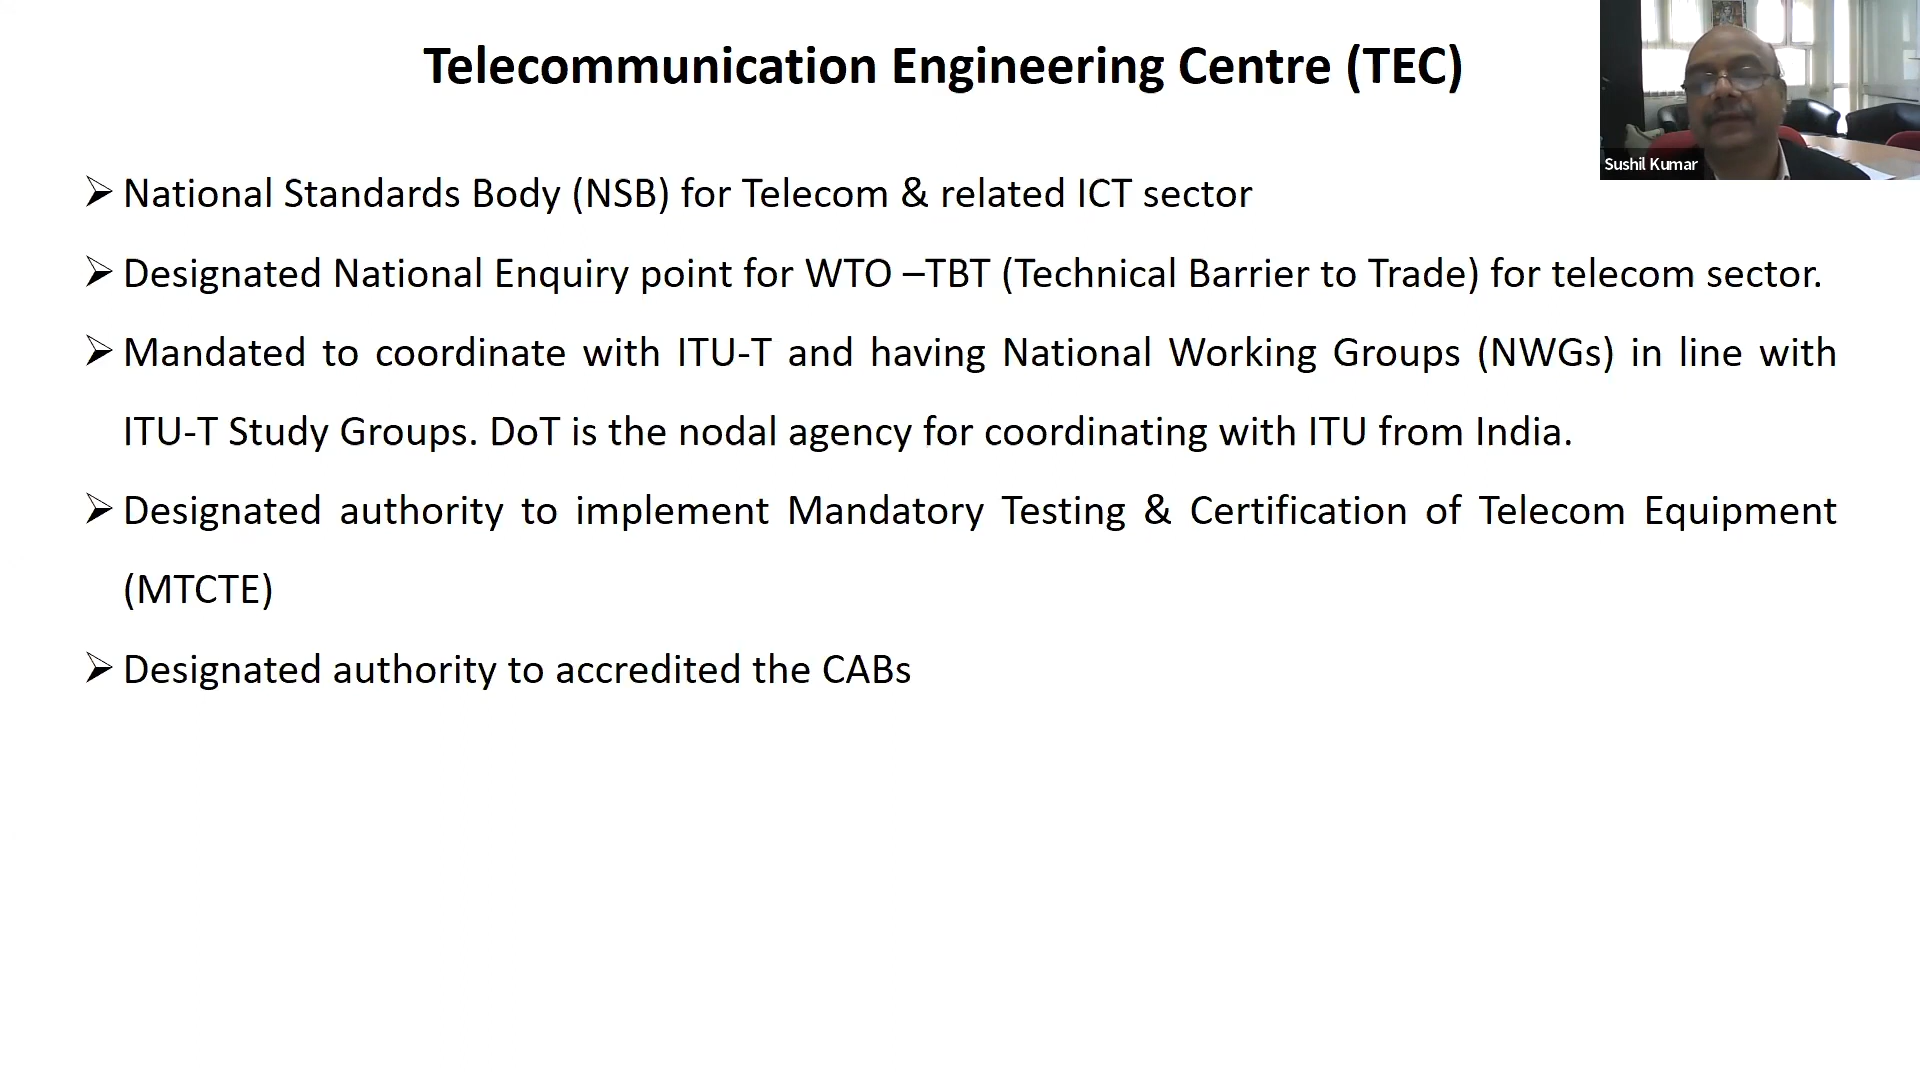 Telecommunication Engineering Centre (TEC)
Sushil Kumar
➢ National Standards Body (NSB) for Telecom & related ICT sector
➢ Designated National Enquiry point for WTO –TBT (Technical Barrier to Trade) for telecom sector.
➢ Mandated to coordinate with ITU-T and having National Working Groups (NWGs) in line with
ITU-T Study Groups. DoT is the nodal agency for coordinating with ITU from India.
➢ Designated authority to implement Mandatory Testing & Certification of Telecom Equipment
(MTCTE)
➢ Designated authority to accredited the CABs